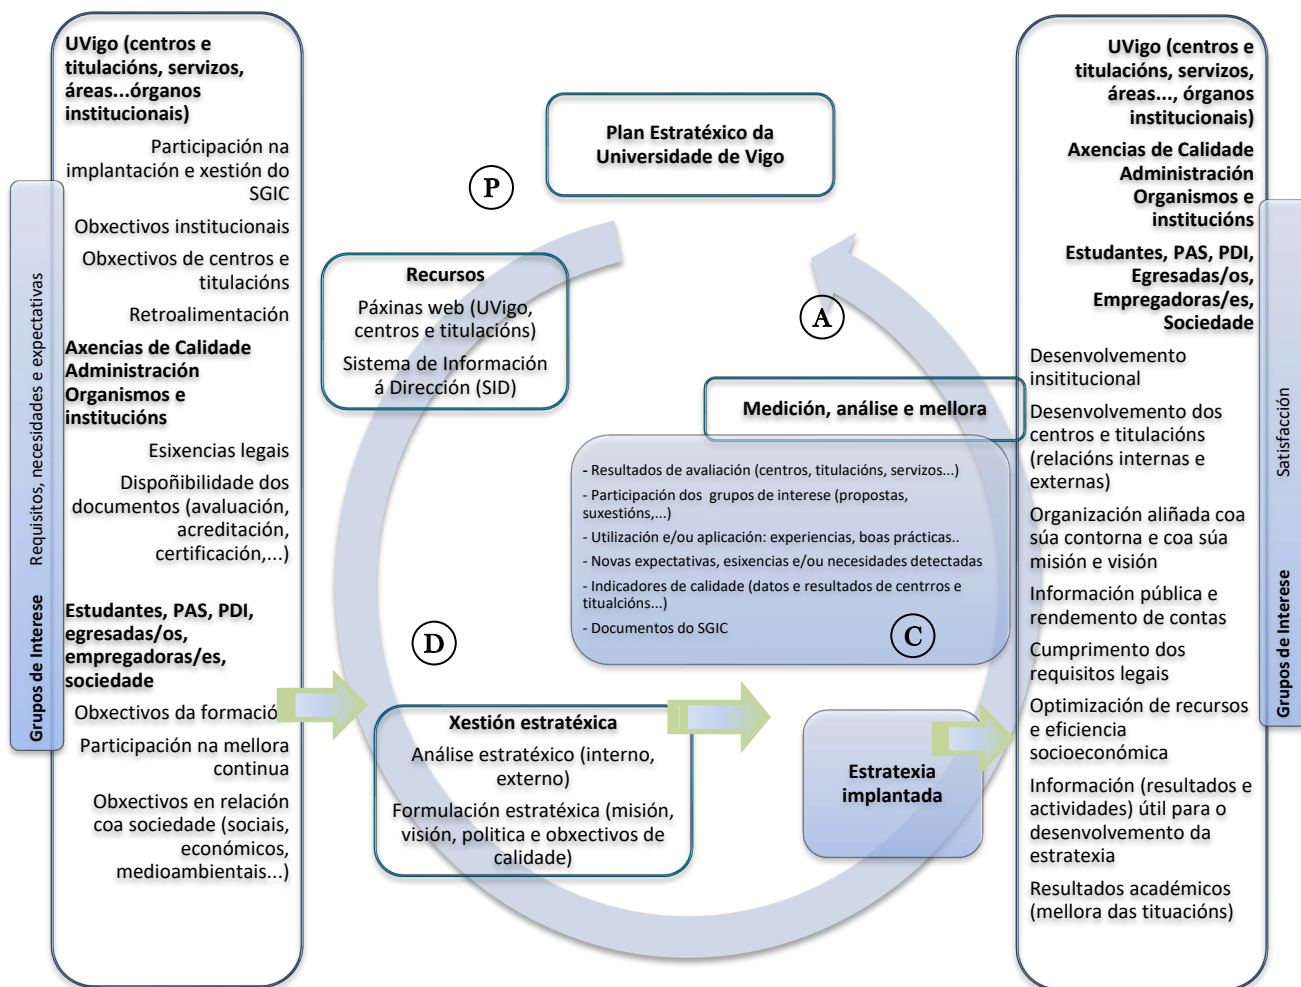 Grupos de Interese Requisitos, necesidades e expectativas
UVigo (centros e
titulacións, servizos,
áreas...órganos
institucionais)
Participación na
implantación e xestión do
SGIC
Obxectivos institucionais
Obxectivos de centros e
titulacións
Retroalimentación
Axencias de Calidade
Administración
Organismos e
institucións
Esixencias legais
Dispoñibilidade dos
documentos (avaluación,
acreditación,
certificación,...)
Estudantes, PAS, PDI,
egresadas/os,
empregadoras/es,
sociedade
Obxectivos da formació
Participación na mellora
continua
Obxectivos en relación
coa sociedade (sociais,
económicos,
medioambientais...)
Plan Estratéxico da
Universidade de Vigo
P
Recursos
Páxinas web (UVigo,
centros e titulacións)
Sistema de Información
á Dirección (SID)
A
Medición, análise e mellora
- Resultados de avaliación (centros, titulacións, servizos...)
- Participación dos grupos de interese (propostas,
suxestións,...)
- Utilización e/ou aplicación: experiencias, boas prácticas..
- Novas expectativas, esixencias e/ou necesidades detectadas
- Indicadores de calidade (datos e resultados de centrros e
titualcións...)
- Documentos do SGIC
C
D
Xestión estratéxica
Análise estratéxico (interno,
externo)
Formulación estratéxica (misión,
visión, politica e obxectivos de
calidade)
Estratexia
implantada
UVigo (centros e
titulacións, servizos,
áreas..., órganos
institucionais)
Axencias de Calidade
Administración
Organismos e
institucións
Estudantes, PAS, PDI,
Egresadas/os,
Empregadoras/es,
Sociedade
Desenvolvemento
insititucional
Desenvolvemento dos
centros e titulacións
(relacións internas e
externas)
Organización aliñada coa
súa contorna e coa súa
misión e visión
Información pública e
rendemento de contas
Cumprimento dos
requisitos legais
Optimización de recursos
e eficiencia
socioeconómica
Información (resultados e
actividades) útil para o
desenvolvemento da
estratexia
Resultados académicos
(mellora das tituacións)
Grupos de Interese Satisfacción